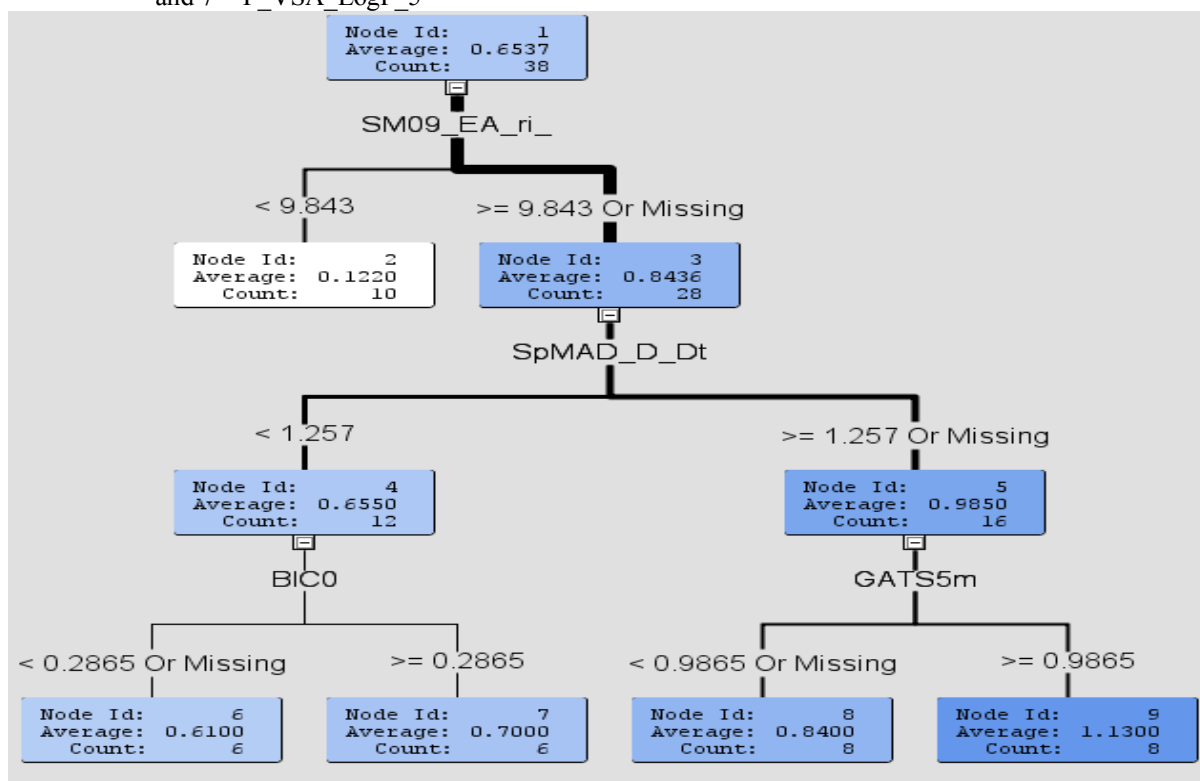 and 7 – P_VSA_LogP_5
Node Id: 1
Average: 0.6537
Count: 38
SM09_EA_ri_
< 9.843
>= 9.843 Or Missing
Node Id: 2
Average: 0.1220
Count: 10
Node Id: 3
Average: 0.8436
Count: 28
SpMAD_D_Dt
< 1.257
>= 1.257 Or Missing
Node Id: 4
Average: 0.6550
Count: 12
Node Id: 5
Average: 0.9850
Count: 16
BIC0
GATS5m
< 0.2865 Or Missing
>= 0.2865
< 0.9865 Or Missing
>= 0.9865
Node Id: 6
Average: 0.6100
Count: 6
Node Id: 7
Average: 0.7000
Count: 6
Node Id: 8
Average: 0.8400
Count: 8
Node Id: 9
Average: 1.1300
Count: 8